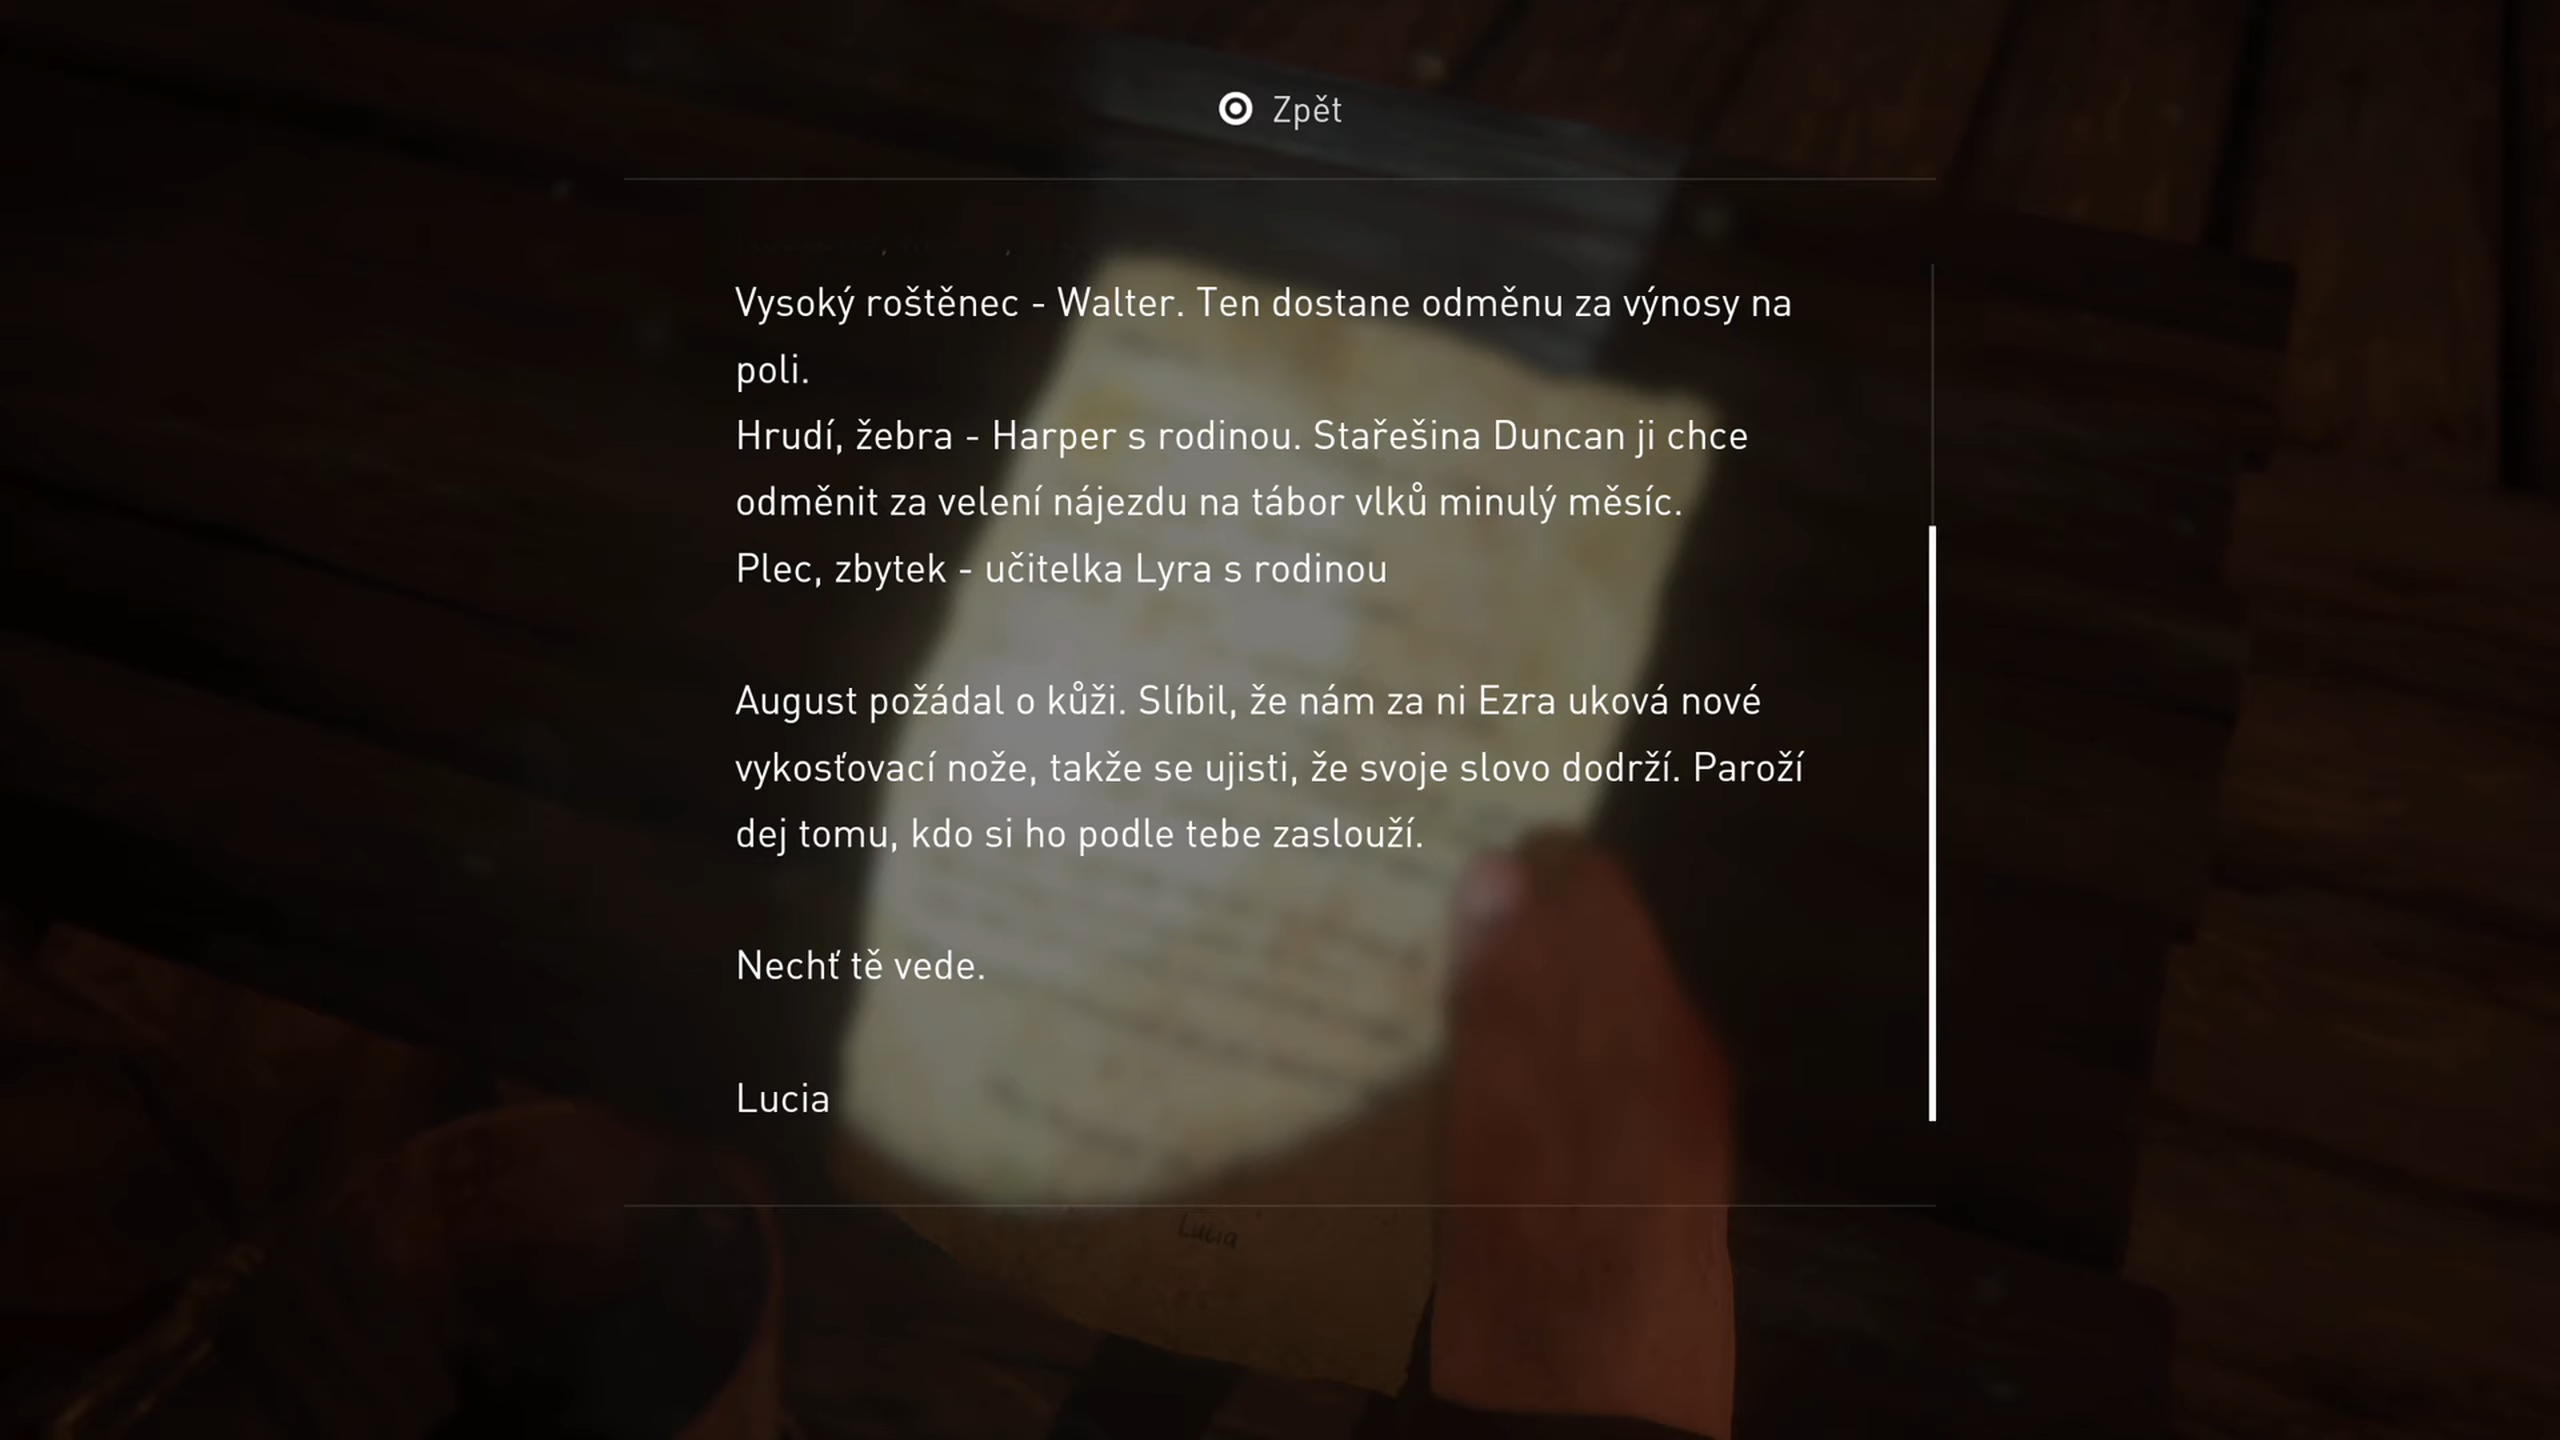 Zpět
Vysoký roštěnec - Walter. Ten dostane odměnu za výnosy na
poli.
Hrudí, žebra - Harper s rodinou. Stařešina Duncan ji chce
odměnit za velení nájezdu na tábor vlků minulý měsíc.
Plec, zbytek - učitelka Lyra s rodinou
August požádal o kůži. Slíbil, že nám za ni Ezra uková nové
vykosťovací nože, takže se ujisti, že svoje slovo dodrží. Paroží
dej tomu, kdo si ho podle tebe zaslouží.
Nechť tě vede.
Lucia
Lucia